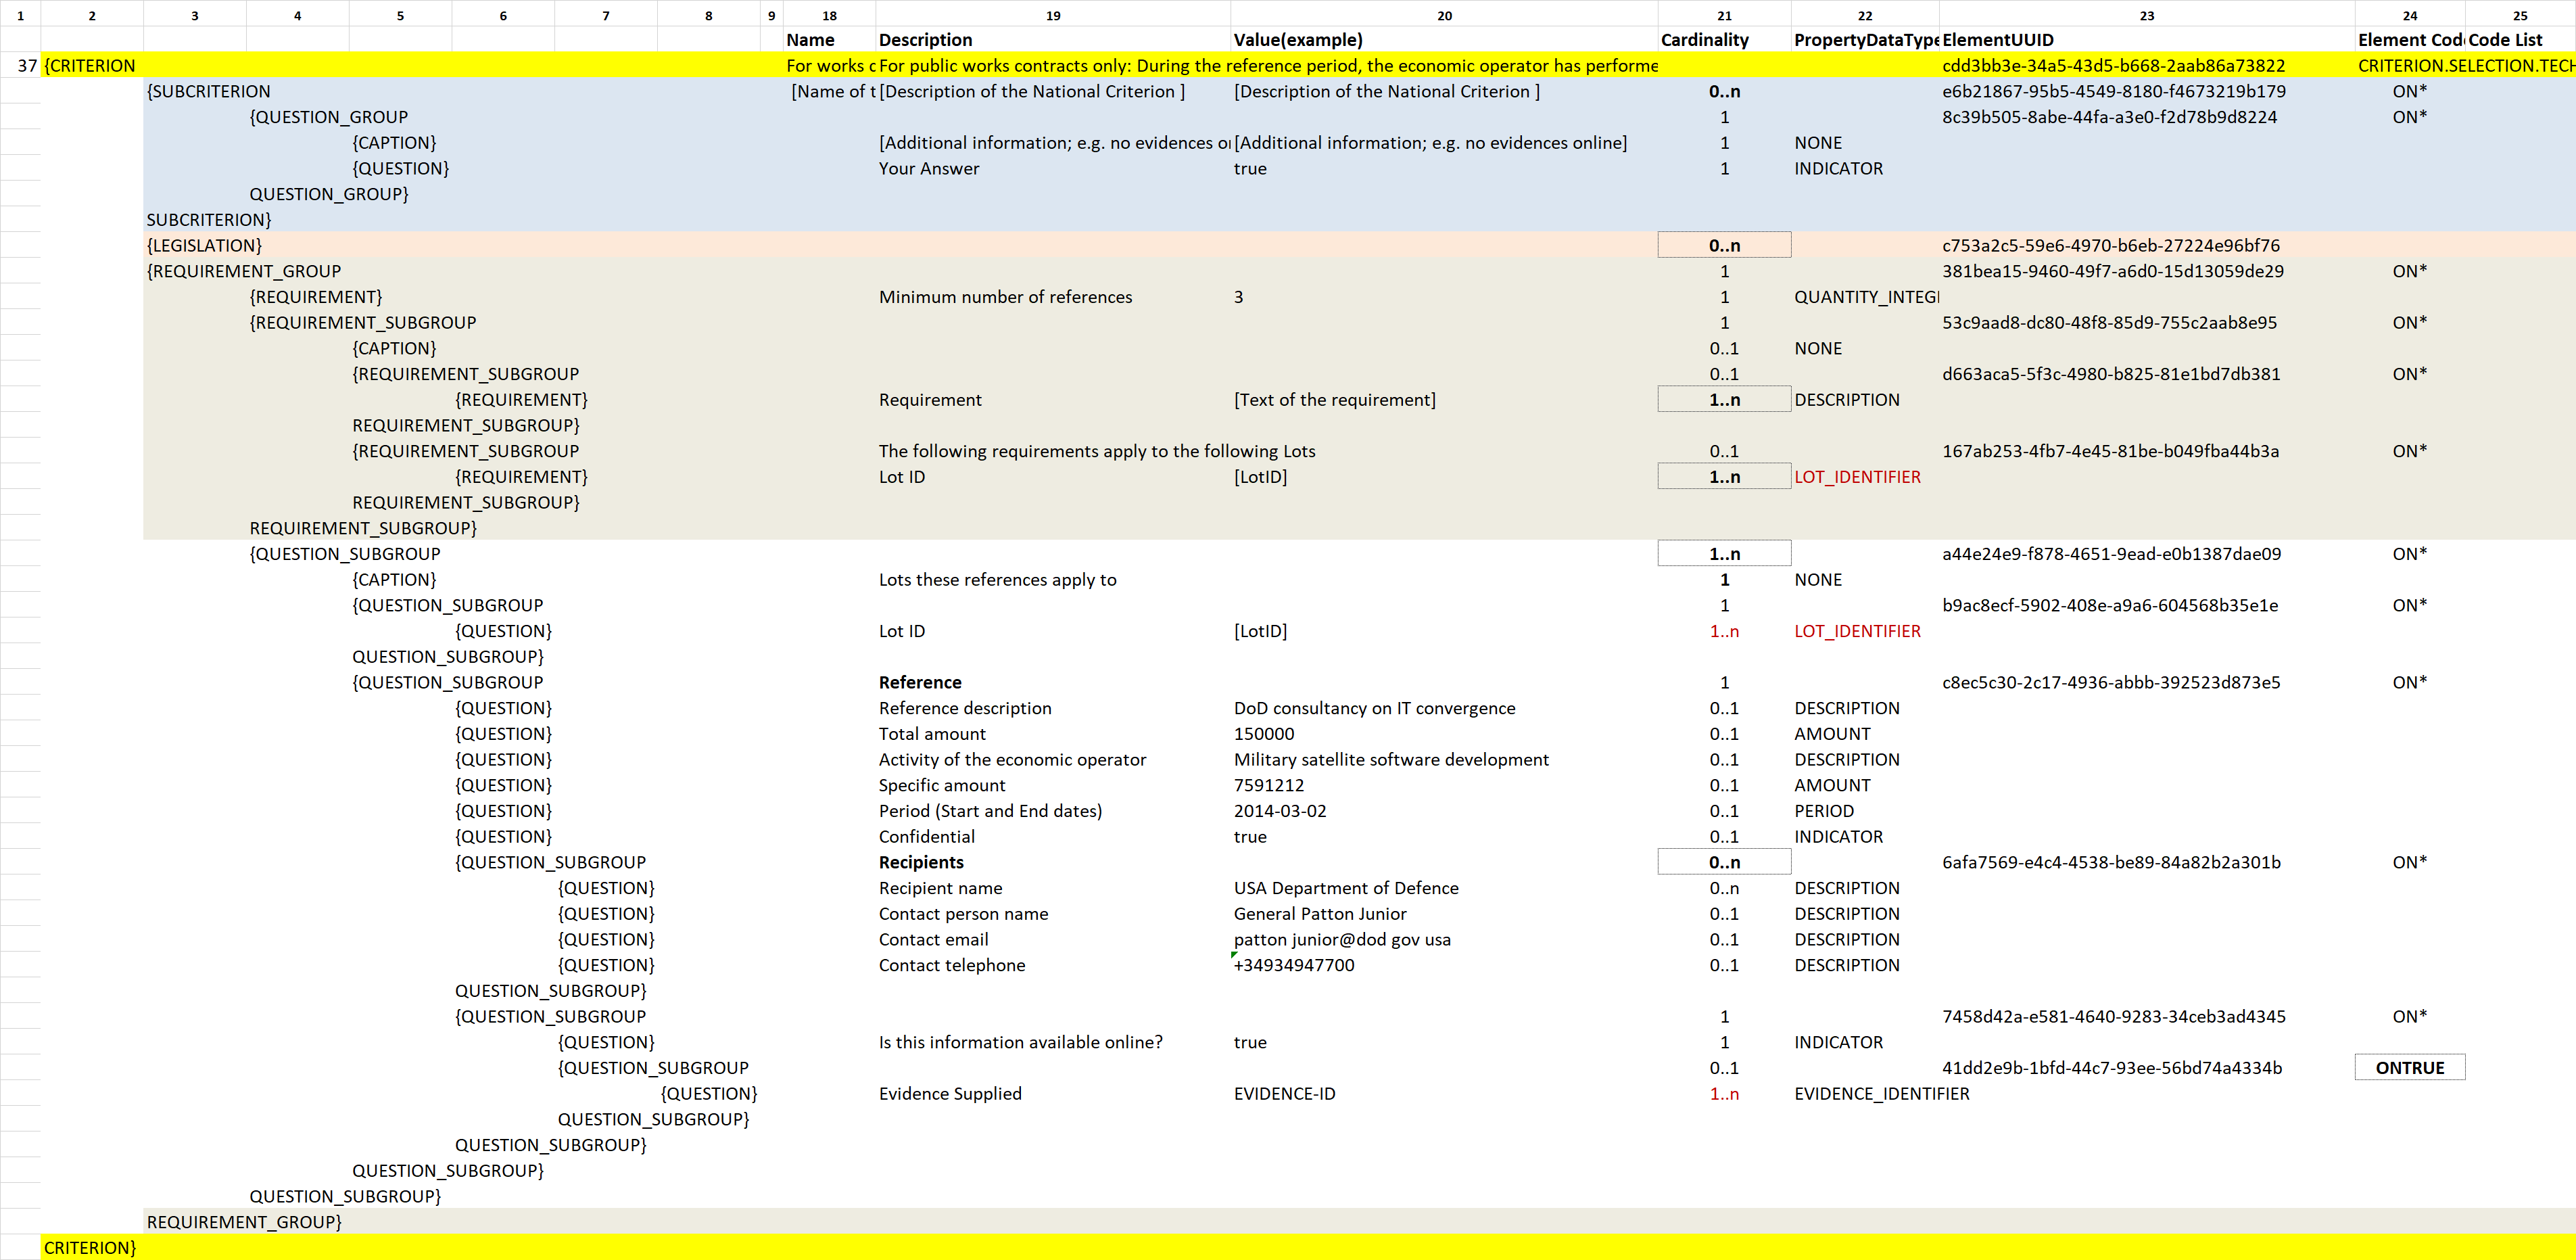 1 2 3 4 5 6 7 8 9 18 19 20 21 22 23 24 25
Name Description Value(example) Cardinality PropertyDataType ElementUUID Element Code Code List
37 {CRITERION For works c For public works contracts only: During the reference period, the economic operator has performe cdd3bb3e-34a5-43d5-b668-2aab86a73822 CRITERION.SELECTION.TECH
{SUBCRITERION [Name of t [Description of the National Criterion ] [Description of the National Criterion ] 0..n e6b21867-95b5-4549-8180-f4673219b179 ON*
{QUESTION_GROUP 1 8c39b505-8abe-44fa-a3e0-f2d78b9d8224 ON*
{CAPTION} [Additional information; e.g. no evidences o [Additional information; e.g. no evidences online] 1 NONE
{QUESTION} Your Answer true 1 INDICATOR
QUESTION_GROUP}
SUBCRITERION}
{LEGISLATION} 0..n c753a2c5-59e6-4970-b6eb-27224e96bf76
{REQUIREMENT_GROUP 1 381bea15-9460-49f7-a6d0-15d13059de29 ON*
{REQUIREMENT} Minimum number of references 3 1 QUANTITY_INTEG
{REQUIREMENT_SUBGROUP 1 53c9aad8-dc80-48f8-85d9-755c2aab8e95 ON*
{CAPTION} 0..1 NONE
{REQUIREMENT_SUBGROUP 0..1 d663aca5-5f3c-4980-b825-81e1bd7db381 ON*
{REQUIREMENT} Requirement [Text of the requirement] 1..n DESCRIPTION
REQUIREMENT_SUBGROUP}
{REQUIREMENT_SUBGROUP The following requirements apply to the following Lots 0..1 167ab253-4fb7-4e45-81be-b049fba44b3a ON*
{REQUIREMENT} Lot ID [LotID] 1..n LOT_IDENTIFIER
REQUIREMENT_SUBGROUP}
REQUIREMENT_SUBGROUP}
{QUESTION_SUBGROUP 1..n a44e24e9-f878-4651-9ead-e0b1387dae09 ON*
{CAPTION} Lots these references apply to 1 NONE
{QUESTION_SUBGROUP 1 b9ac8ecf-5902-408e-a9a6-604568b35e1e ON*
{QUESTION} Lot ID [LotID] 1..n LOT_IDENTIFIER
QUESTION_SUBGROUP}
{QUESTION_SUBGROUP Reference 1 c8ec5c30-2c17-4936-abbb-392523d873e5 ON*
{QUESTION} Reference description DoD consultancy on IT convergence 0..1 DESCRIPTION
{QUESTION} Total amount 150000 0..1 AMOUNT
{QUESTION} Activity of the economic operator Military satellite software development 0..1 DESCRIPTION
{QUESTION} Specific amount 7591212 0..1 AMOUNT
{QUESTION} Period (Start and End dates) 2014-03-02 0..1 PERIOD
{QUESTION} Confidential true 0..1 INDICATOR
{QUESTION_SUBGROUP Recipients 0..n 6afa7569-e4c4-4538-be89-84a82b2a301b ON*
{QUESTION} Recipient name USA Department of Defence 0..n DESCRIPTION
{QUESTION} Contact person name General Patton Junior 0..1 DESCRIPTION
{QUESTION} Contact email patton junior@dod gov usa 0..1 DESCRIPTION
{QUESTION} Contact telephone +34934947700 0..1 DESCRIPTION
QUESTION_SUBGROUP}
{QUESTION_SUBGROUP 1 7458d42a-e581-4640-9283-34ceb3ad4345 ON*
{QUESTION} Is this information available online? true 1 INDICATOR
{QUESTION_SUBGROUP 0..1 41dd2e9b-1bfd-44c7-93ee-56bd74a4334b ONTRUE
{QUESTION} Evidence Supplied EVIDENCE-ID 1..n EVIDENCE_IDENTIFIER
QUESTION_SUBGROUP}
QUESTION_SUBGROUP}
QUESTION_SUBGROUP}
QUESTION_SUBGROUP}
REQUIREMENT_GROUP}
CRITERION}